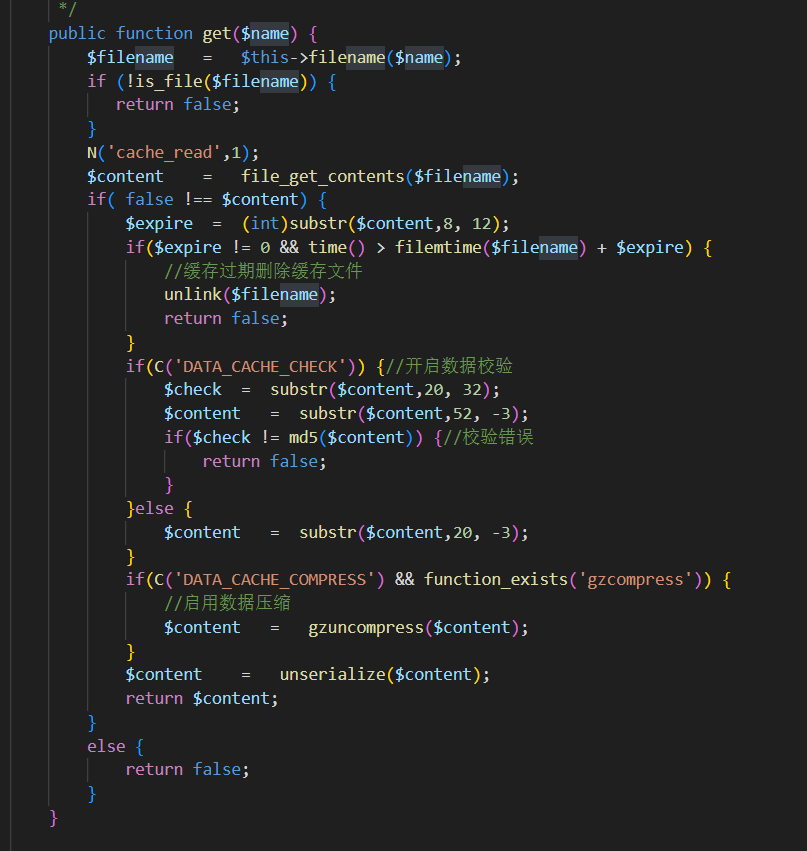 */
public function get($name) {
$filename   =   $this->filename($name);
if (!is_file($filename)) {
return false;
}
N('cache_read',1);
$content    =   file_get_contents($filename);
if( false !== $content) {
$expire  =  (int)substr($content,8, 12);
if($expire != 0 && time() > filemtime($filename) + $expire) {
//缓存过期删除缓存文件
unlink($filename);
return false;
}
if(C('DATA_CACHE_CHECK')) {//开启数据校验
$check  =  substr($content,20, 32);
$content   =  substr($content,52, -3);
if($check != md5($content)) {//校验错误
return false;
}
}else {
$content   =  substr($content,20, -3);
}
if(C('DATA_CACHE_COMPRESS') && function_exists('gzcompress')) {
//启用数据压缩
$content   =   gzuncompress($content);
}
$content    =   unserialize($content);
return $content;
}
else {
return false;
}
}